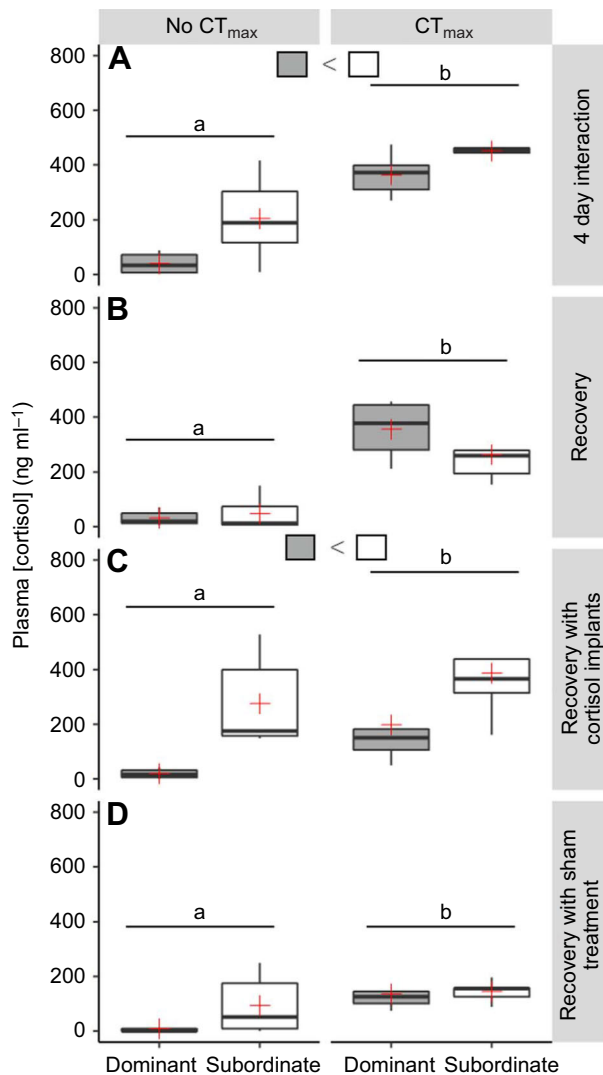 No CTmax CTmax
Plasma [cortisol] (ng ml−1)
A
800
600
400
200
0
a
<
b
4 day interaction
B
800
600
400
200
0
a
b
Recovery
C
800
600
400
200
0
a
<
b
Recovery with
cortisol implants
D
800
600
400
200
0
a
b
Recovery with sham
treatment
Dominant Subordinate Dominant Subordinate